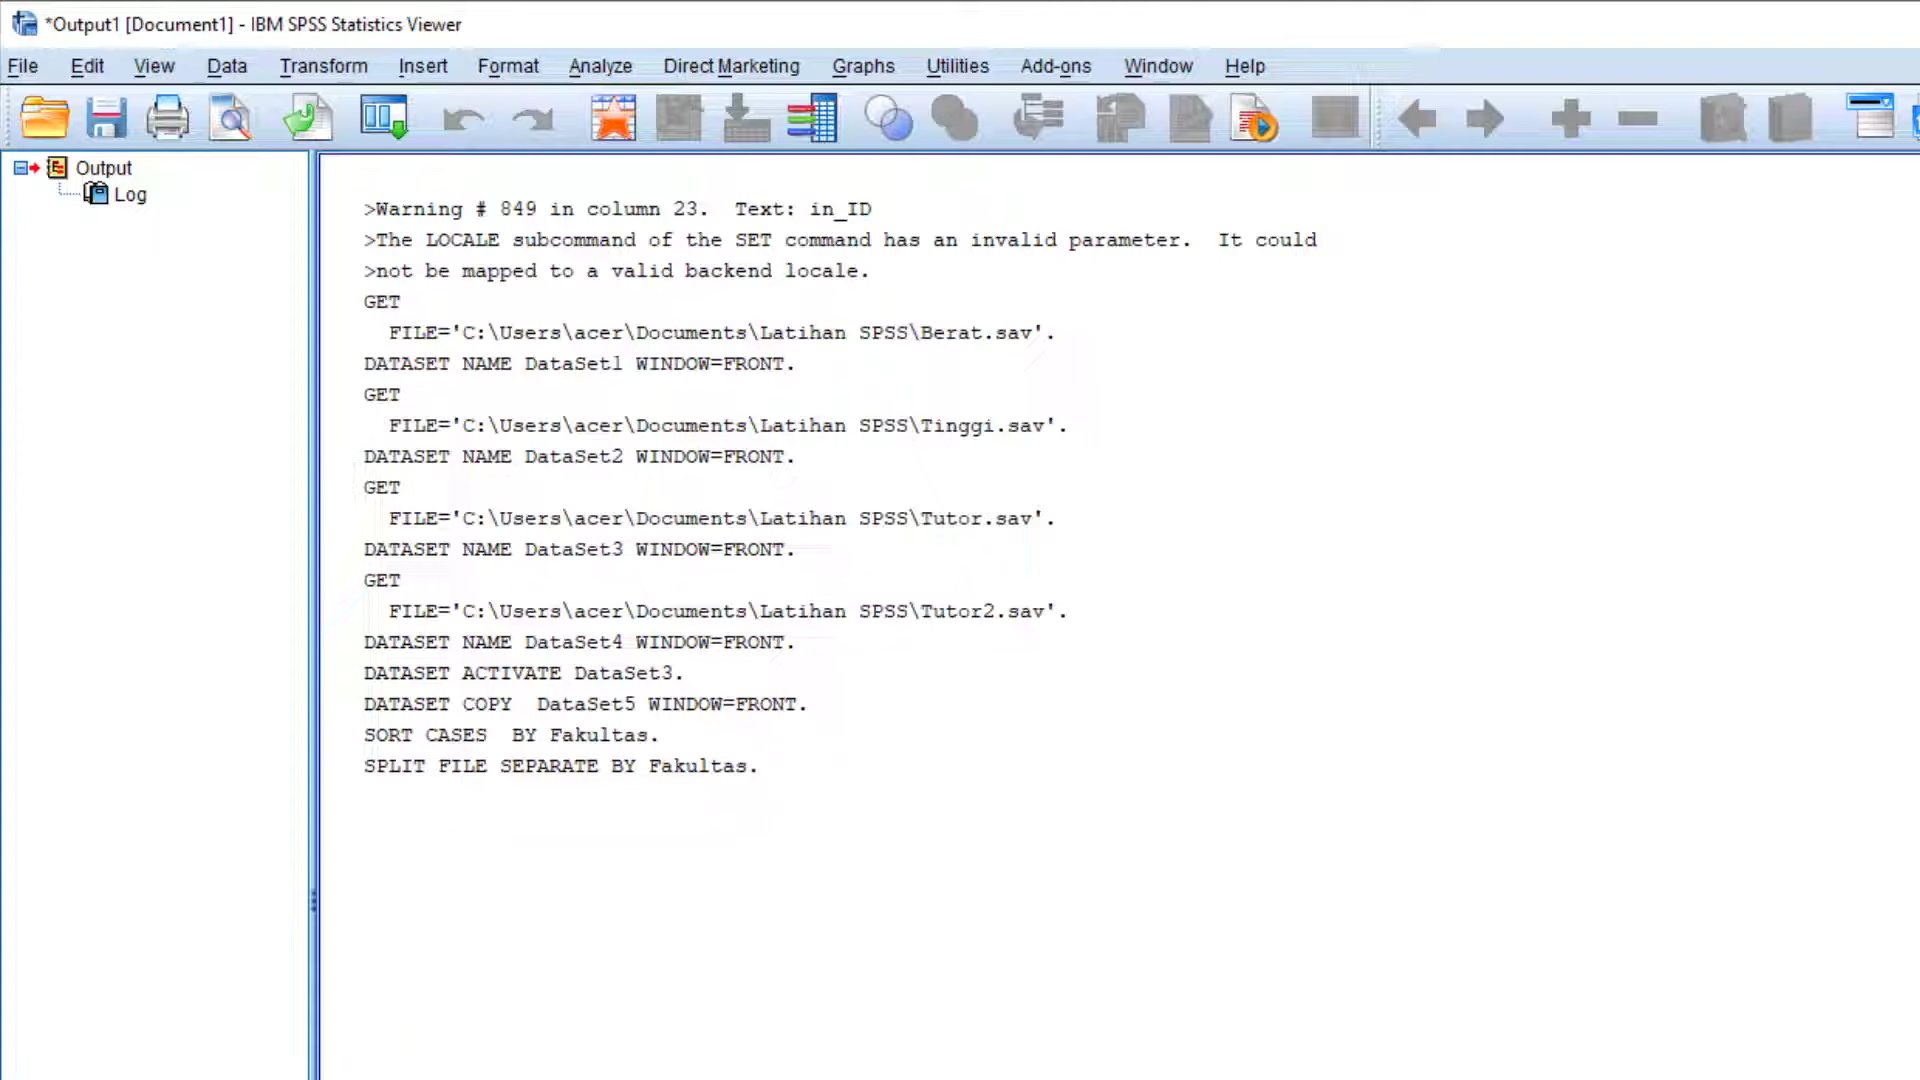 *Output1 [Document1] - IBM SPSS Statistics Viewer
File Edit View Data Transform Insert Format Analyze Direct Marketing Graphs Utilities Add-ons Window Help
Output
Log
>Warning # 849 in column 23.  Text: in_ID
>The LOCALE subcommand of the SET command has an invalid parameter.  It could
>not be mapped to a valid backend locale.
GET
  FILE='C:\Users\acer\Documents\Latihan SPSS\Berat.sav'.
DATASET NAME DataSet1 WINDOW=FRONT.
GET
  FILE='C:\Users\acer\Documents\Latihan SPSS\Tinggi.sav'.
DATASET NAME DataSet2 WINDOW=FRONT.
GET
  FILE='C:\Users\acer\Documents\Latihan SPSS\Tutor.sav'.
DATASET NAME DataSet3 WINDOW=FRONT.
GET
  FILE='C:\Users\acer\Documents\Latihan SPSS\Tutor2.sav'.
DATASET NAME DataSet4 WINDOW=FRONT.
DATASET ACTIVATE DataSet3.
DATASET COPY  DataSet5 WINDOW=FRONT.
SORT CASES  BY Fakultas.
SPLIT FILE SEPARATE BY Fakultas.